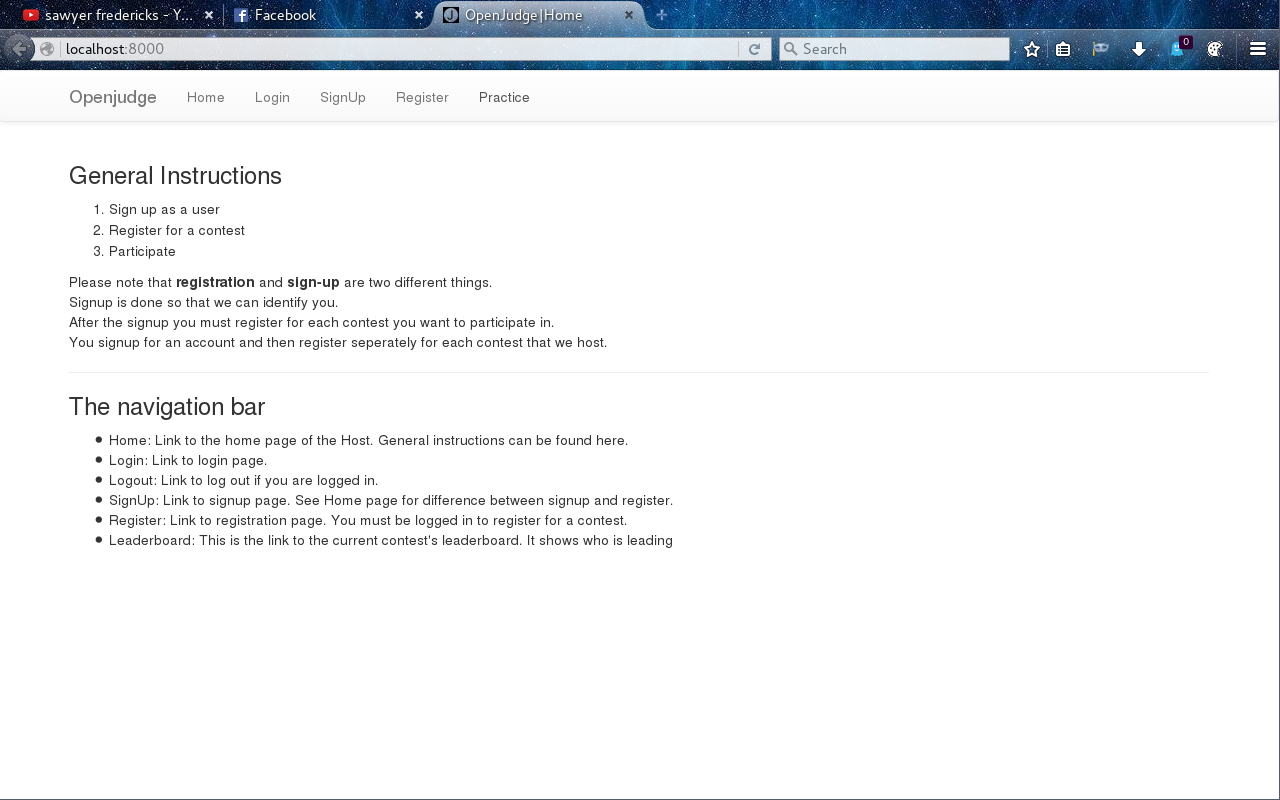 sawyer fredericks - Y...
Facebook
OpenJudge|Home
localhost:8000
Search
0
Openjudge
Home
Login
SignUp
Register
Practice
General Instructions
1. Sign up as a user
2. Register for a contest
3. Participate
Please note that registration and sign-up are two different things.
Signup is done so that we can identify you.
After the signup you must register for each contest you want to participate in.
You signup for an account and then register seperately for each contest that we host.
The navigation bar
• Home: Link to the home page of the Host. General instructions can be found here.
• Login: Link to login page.
• Logout: Link to log out if you are logged in.
• SignUp: Link to signup page. See Home page for difference between signup and register.
• Register: Link to registration page. You must be logged in to register for a contest.
• Leaderboard: This is the link to the current contest's leaderboard. It shows who is leading